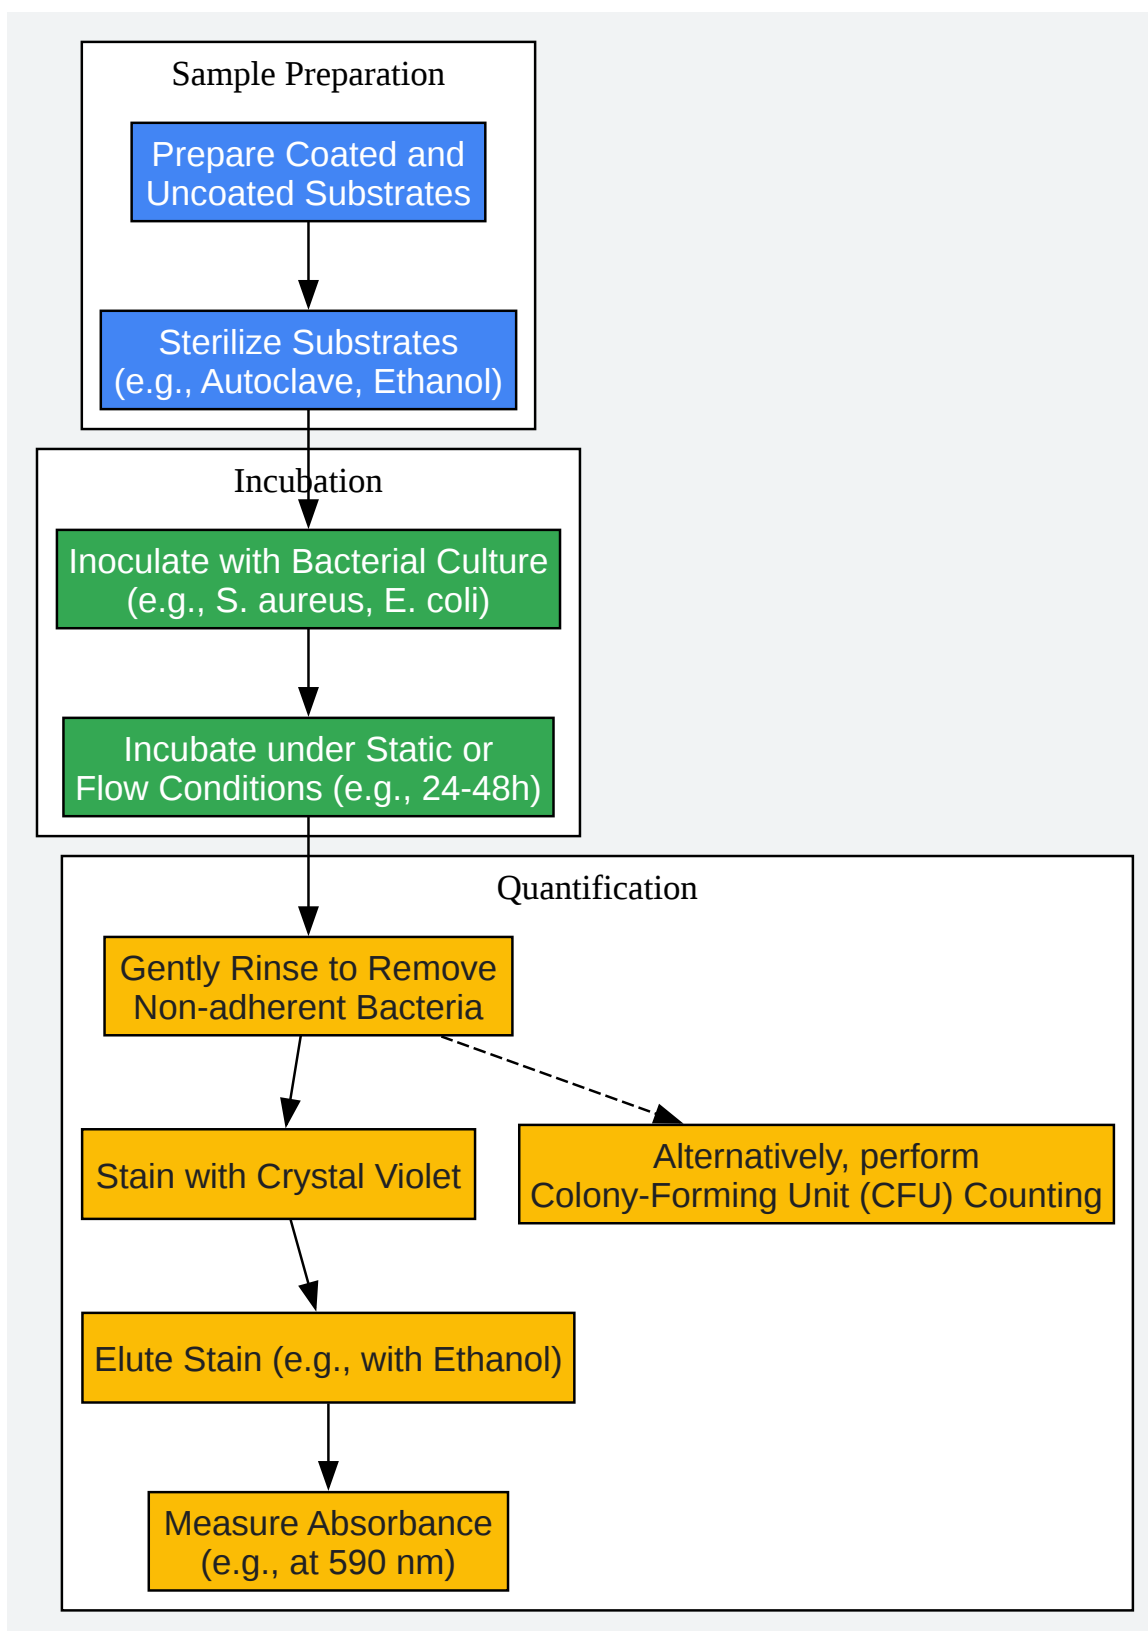 Sample Preparation
Prepare Coated and
Uncoated Substrates
Sterilize Substrates
(e.g., Autoclave, Ethanol)
Incubation
Inoculate with Bacterial Culture
(e.g., S. aureus, E. coli)
Incubate under Static or
Flow Conditions (e.g., 24-48h)
Quantification
Gently Rinse to Remove
Non-adherent Bacteria
Stain with Crystal Violet
Alternatively, perform
Colony-Forming Unit (CFU) Counting
Elute Stain (e.g., with Ethanol)
Measure Absorbance
(e.g., at 590 nm)